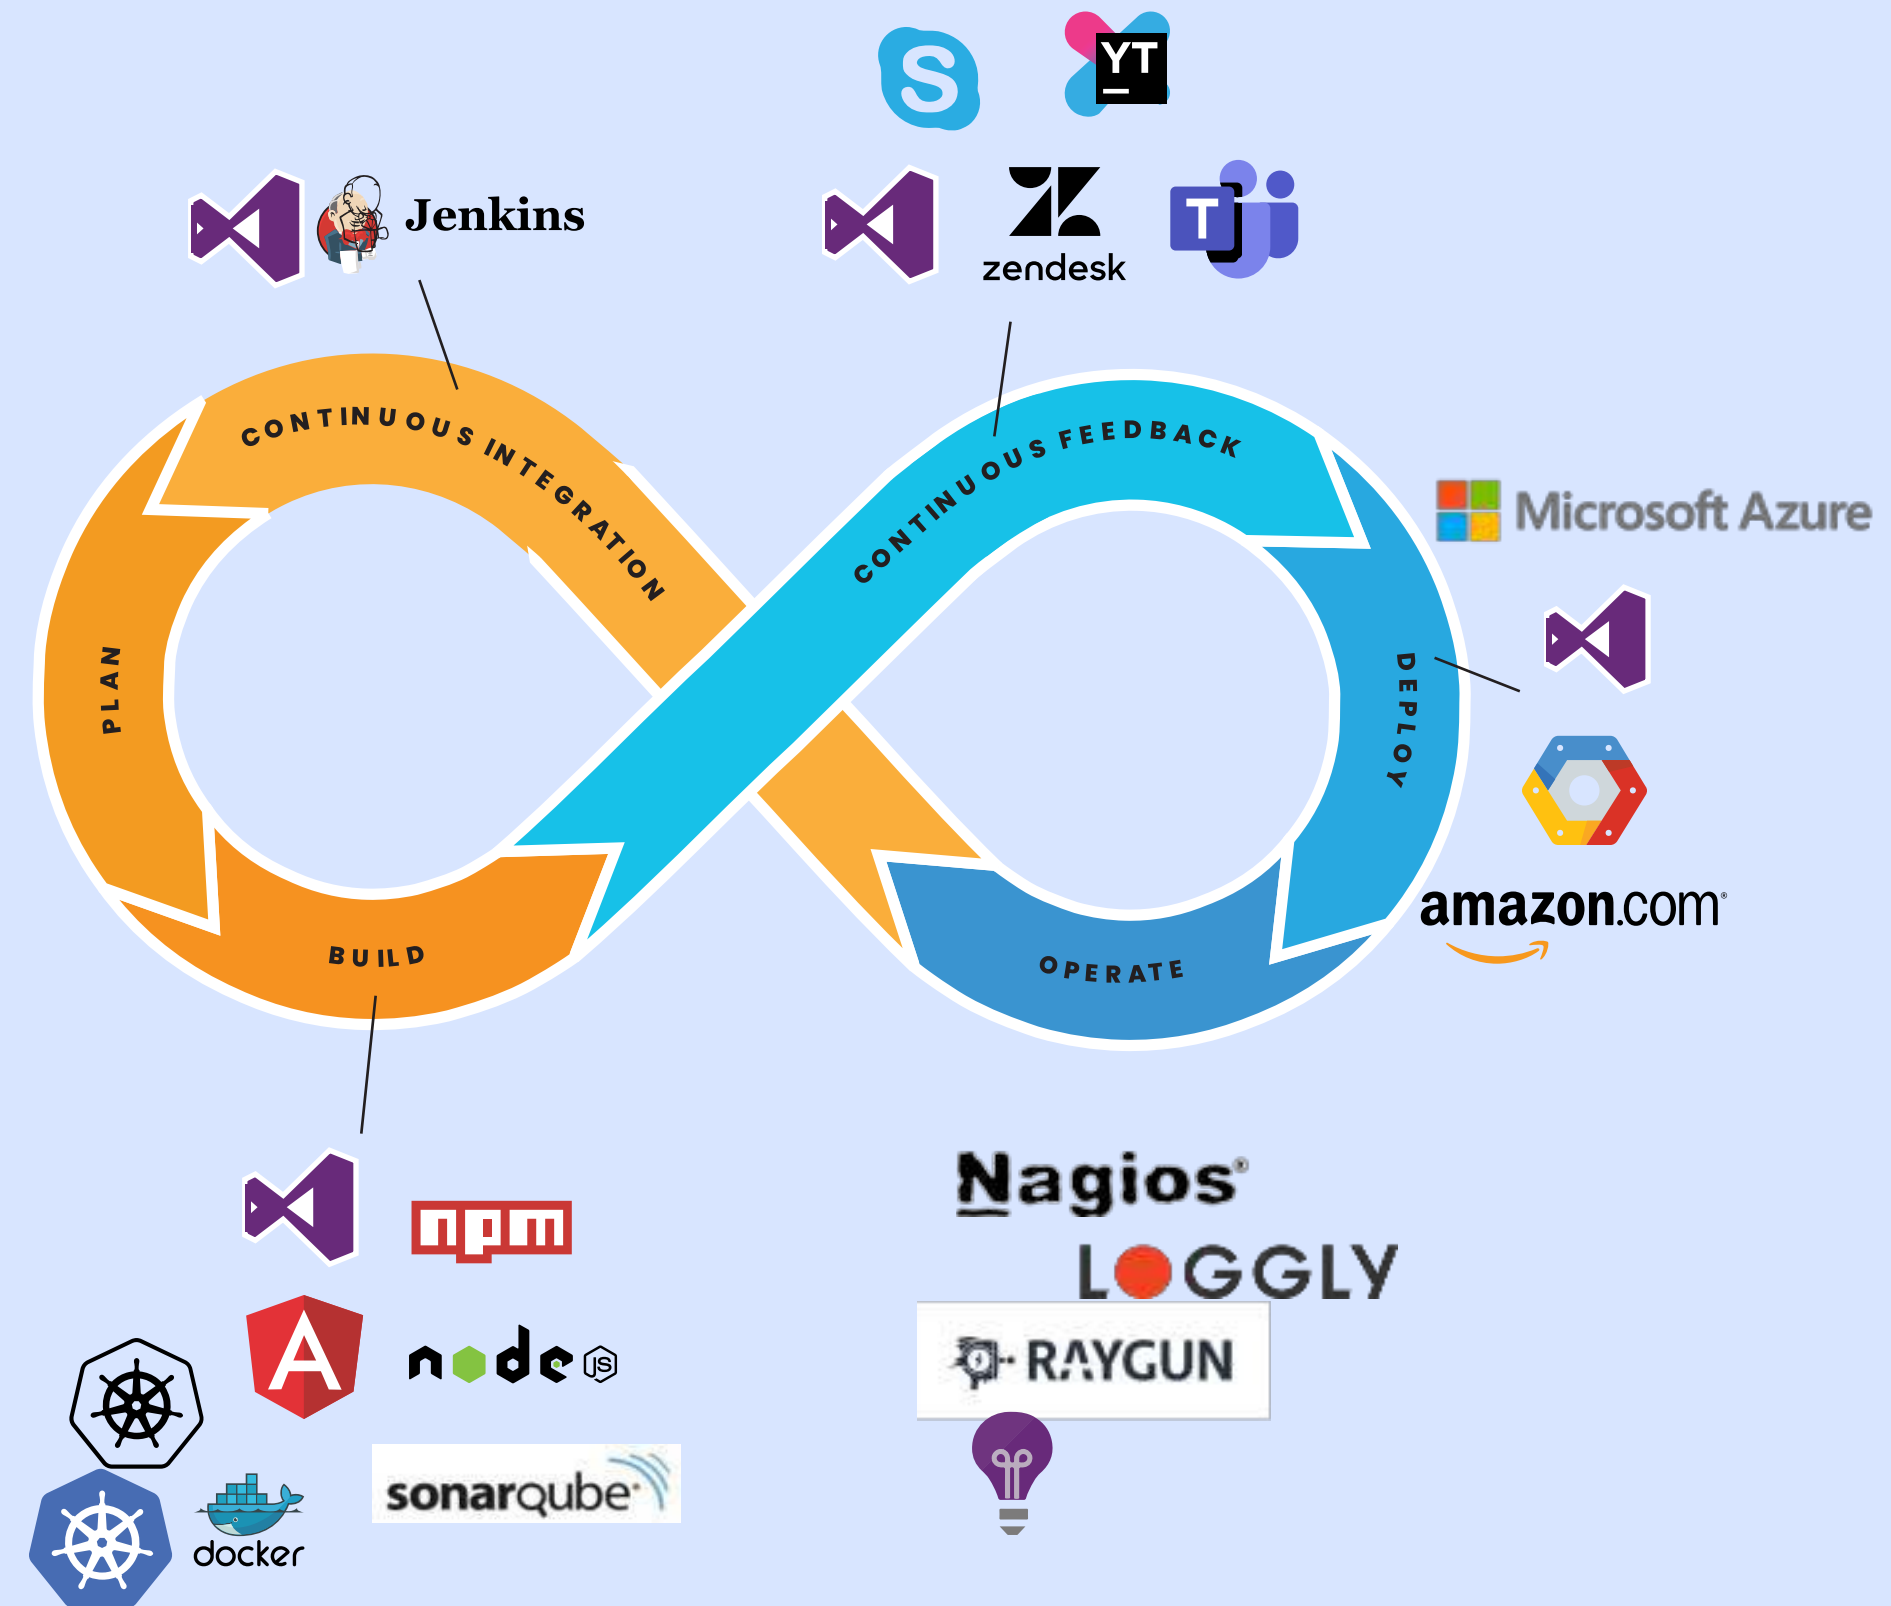 S
YT
Jenkins
zendesk
T
CONTINUOUS INTEGRATION
CONTINUOUS FEEDBACK
Microsoft Azure
PLAN
DEPLOY
amazon.com®
BUILD
OPERATE
Nagios®
npm
LOGGLY
A
node JS
RAYGUN
sonarqube
docker